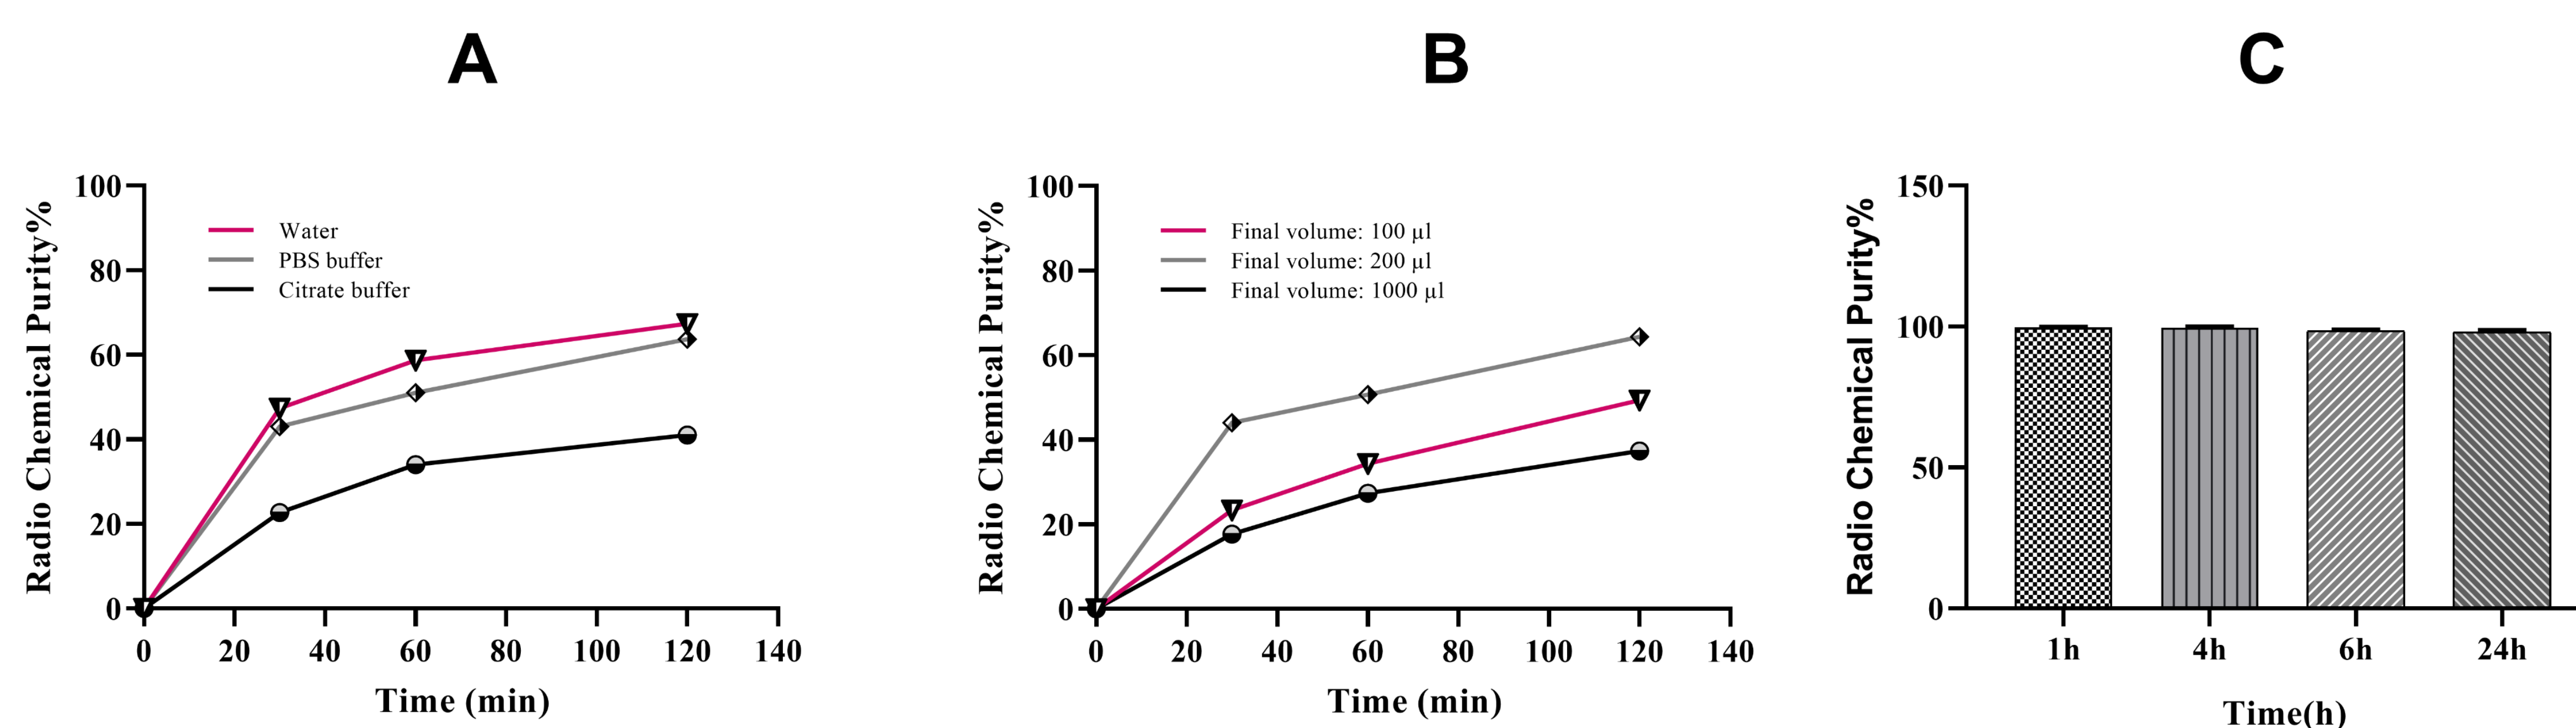 A
Radio Chemical Purity%
100
80
60
40
20
0
Water
PBS buffer
Citrate buffer
0 20 40 60 80 100 120 140
Time (min)
B
Radio Chemical Purity%
100
80
60
40
20
0
Final volume: 100 µl
Final volume: 200 µl
Final volume: 1000 µl
0 20 40 60 80 100 120 140
Time (min)
C
Radio Chemical Purity%
150
100
50
0
1h 4h 6h 24h
Time(h)